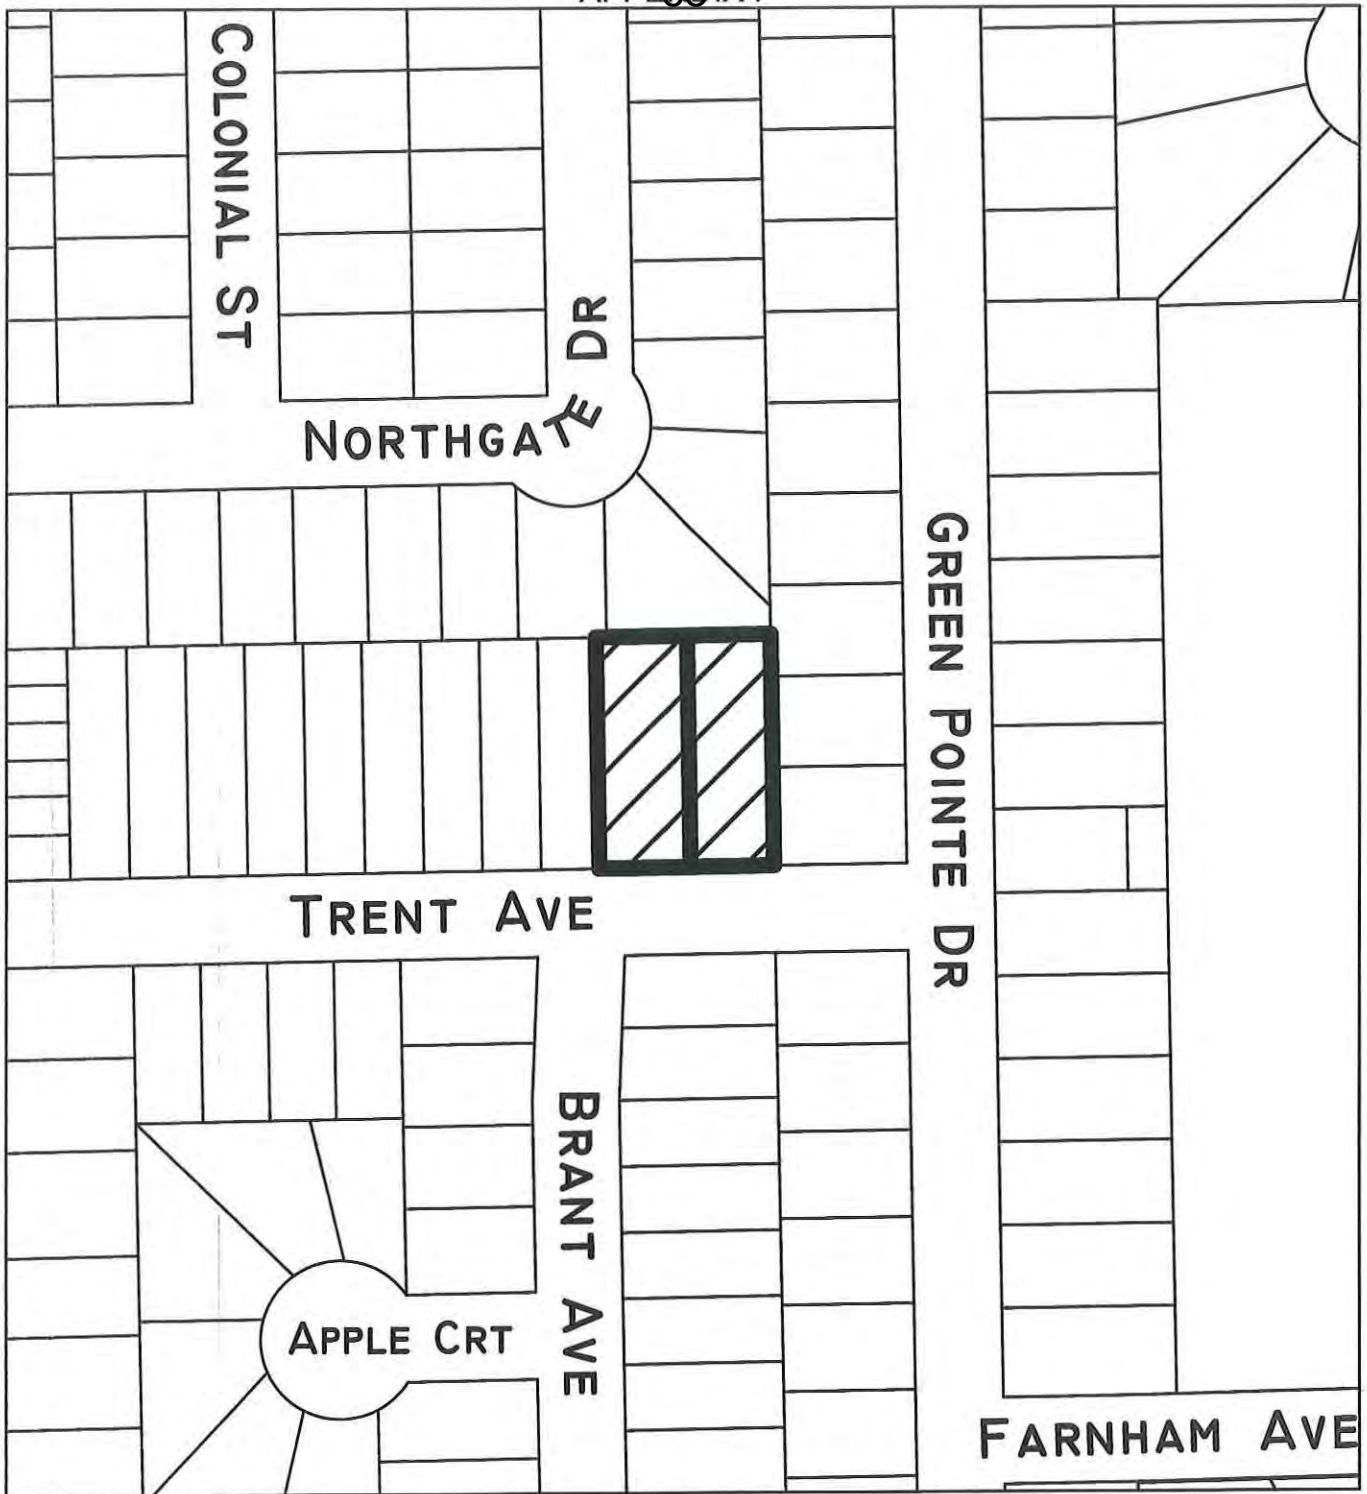 COLONIAL ST
NORTHGATE DR
GREEN POINTE DR
TRENT AVE
BRANT AVE
APPLE CRT
FARNHAM AVE